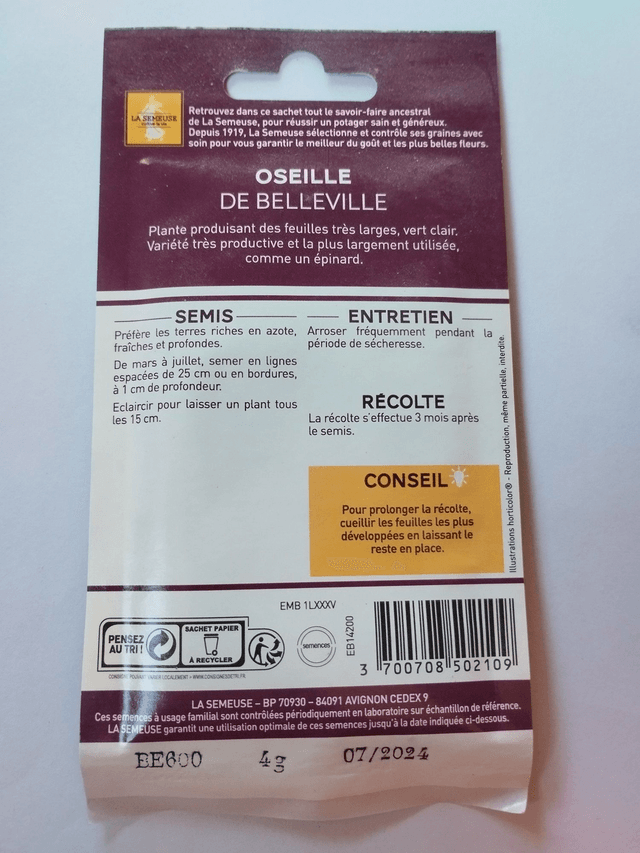 LA SEMEUSE
Retrouvez dans ce sachet tout le savoir-faire ancestral
de La Semeuse, pour réussir un potager sain et généreux.
Depuis 1919, La Semeuse sélectionne et contrôle ses graines avec
soin pour vous garantir le meilleur du goût et les plus belles fleurs.
OSEILLE
DE BELLEVILLE
Plante produisant des feuilles très larges, vert clair.
Variété très productive et la plus largement utilisée,
comme un épinard.
SEMIS
Préfère les terres riches en azote,
fraîches et profondes.
De mars à juillet, semer en lignes
espacées de 25 cm ou en bordures,
à 1 cm de profondeur.
Eclaircir pour laisser un plant tous
les 15 cm.
ENTRETIEN
Arroser fréquemment pendant la
période de sécheresse.
RÉCOLTE
La récolte s'effectue 3 mois après
le semis.
CONSEIL
Pour prolonger la récolte,
cueillir les feuilles les plus
développées en laissant le
reste en place.
Illustrations horticolor® - Reproduction, même partielle, interdite.
EMB 1LXXXV
PENSEZ
AU TRI !
SACHET PAPIER
À RECYCLER
semences
EB14200
3 700708 502109
LA SEMEUSE – BP 70930 – 84091 AVIGNON CEDEX 9
Ces semences à usage familial sont contrôlées périodiquement en laboratoire sur échantillon de référence.
LA SEMEUSE garantit une utilisation optimale de ces semences jusqu'à la date indiquée ci-dessous.
BE600 4g 07/2024